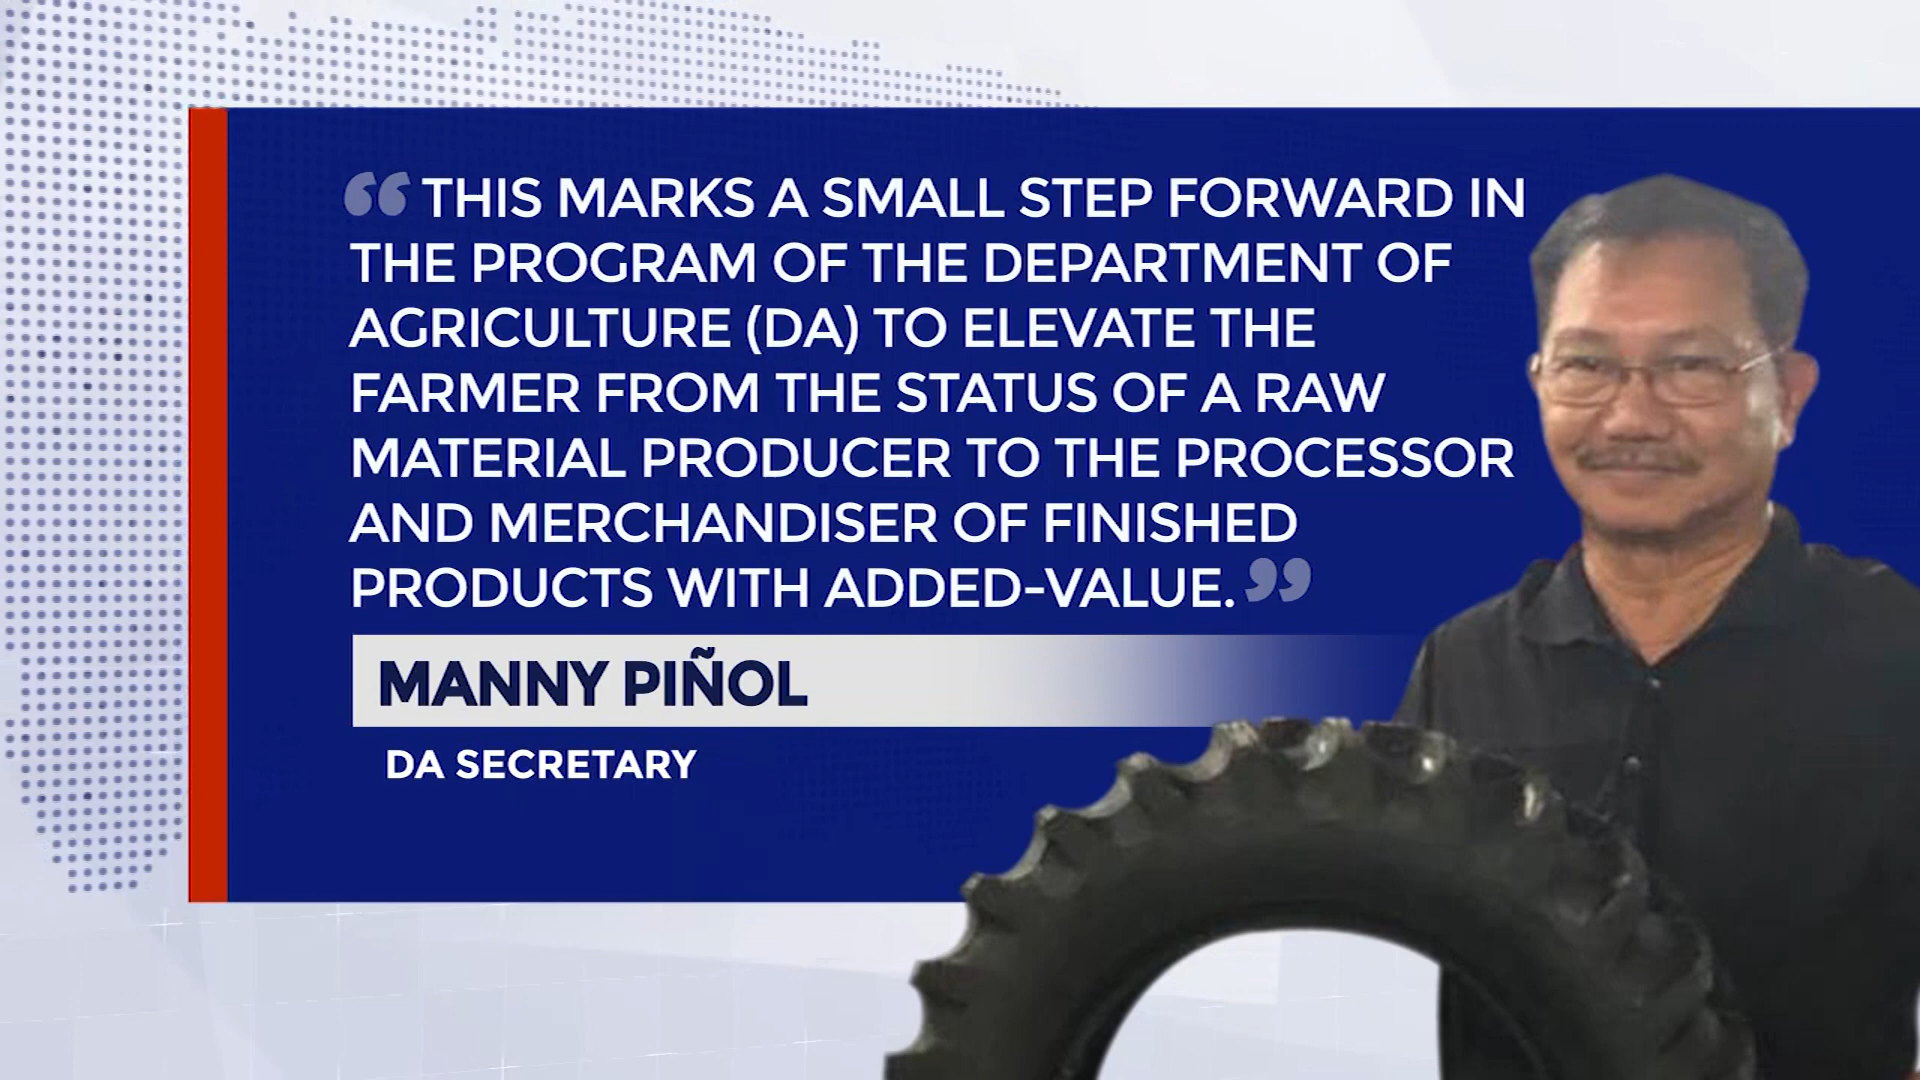 “THIS MARKS A SMALL STEP FORWARD IN
THE PROGRAM OF THE DEPARTMENT OF
AGRICULTURE (DA) TO ELEVATE THE
FARMER FROM THE STATUS OF A RAW
MATERIAL PRODUCER TO THE PROCESSOR
AND MERCHANDISER OF FINISHED
PRODUCTS WITH ADDED-VALUE.”
MANNY PIÑOL
DA SECRETARY